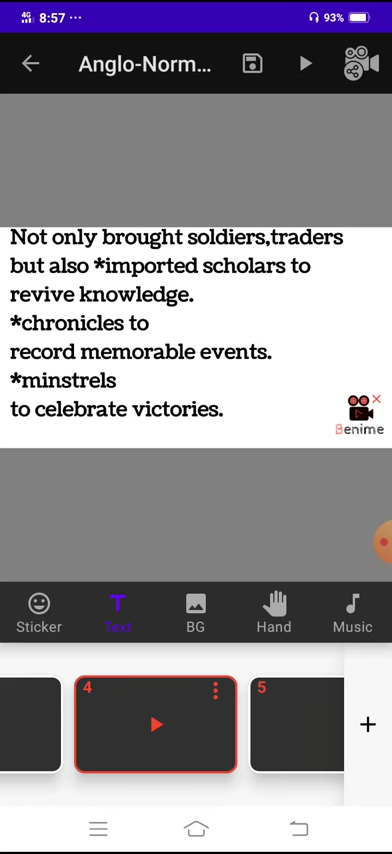 4G 8:57 ... 93%
Anglo-Norm...
Not only brought soldiers,traders
but also *imported scholars to
revive knowledge.
*chronicles to
record memorable events.
*minstrels
to celebrate victories.
Benime
Sticker Text BG Hand Music
4 5